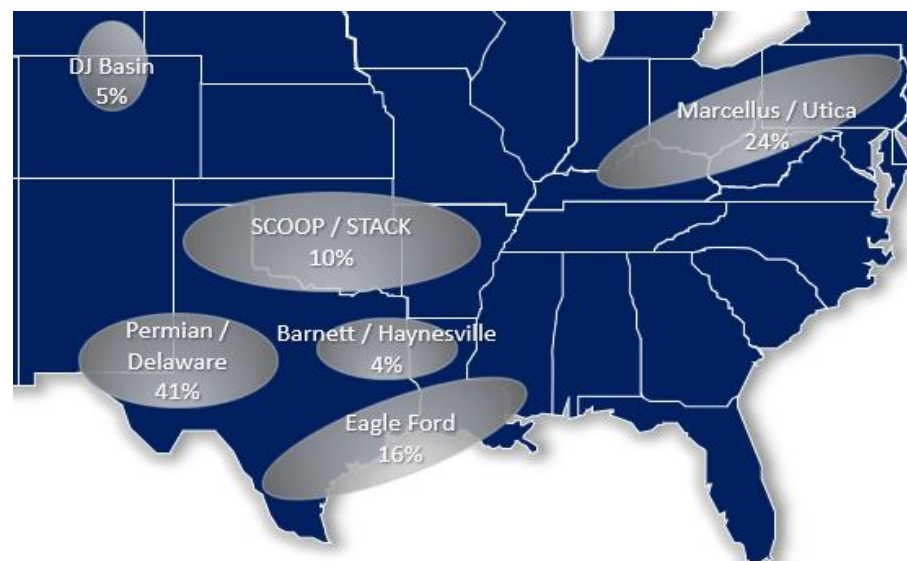 DJ Basin
5%
Marcellus / Utica
24%
SCOOP / STACK
10%
Permian /
Delaware
41%
Barnett / Haynesville
4%
Eagle Ford
16%